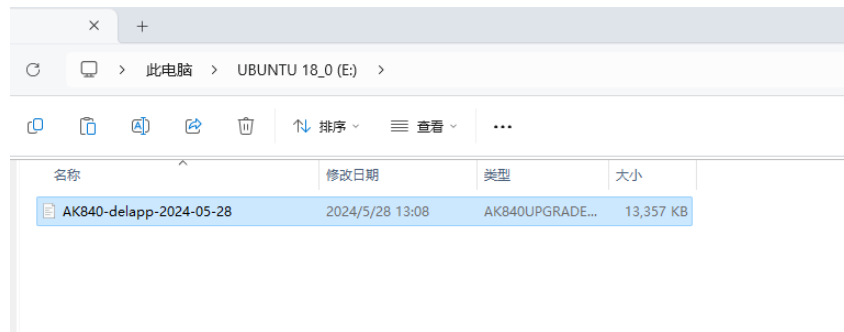 此电脑 > UBUNTU 18_0 (E:) >
排序 查看 ...
名称 修改日期 类型 大小
AK840-delapp-2024-05-28 2024/5/28 13:08 AK840UPGRADE... 13,357 KB